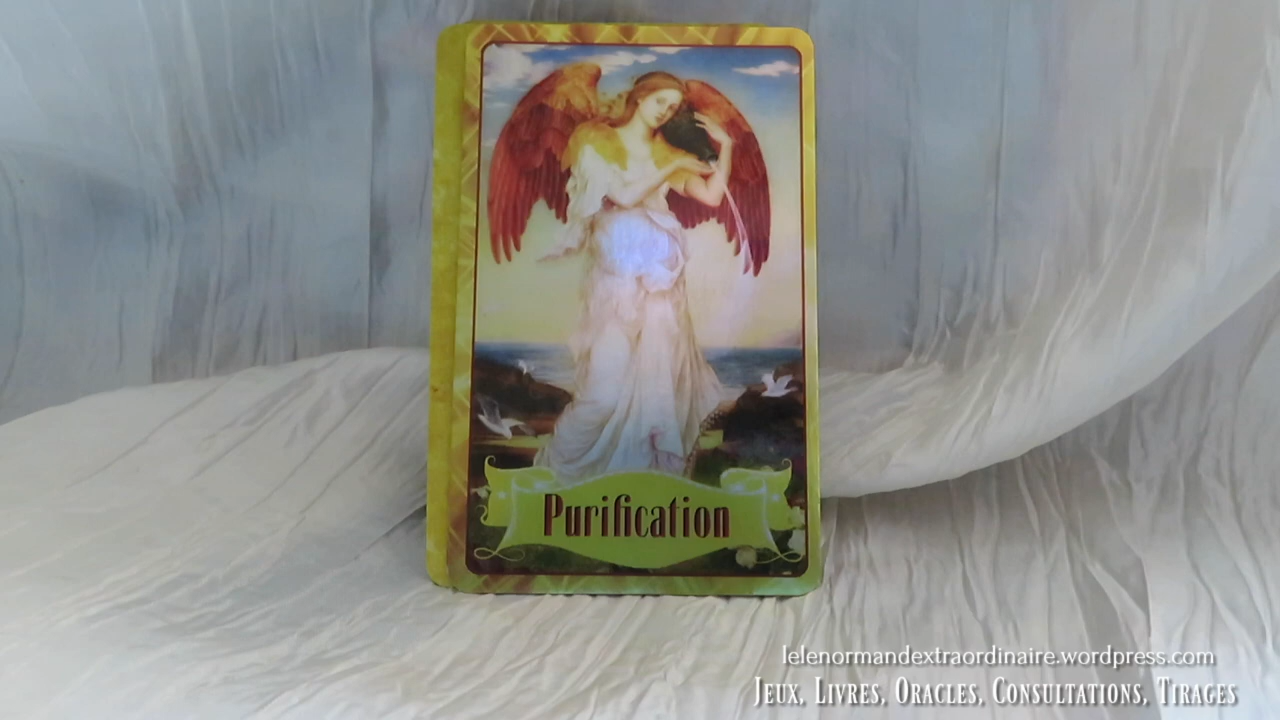 Purification
lelenormandextraordinaire.wordpress.com
Jeux, Livres, Oracles, Consultations, Tirages